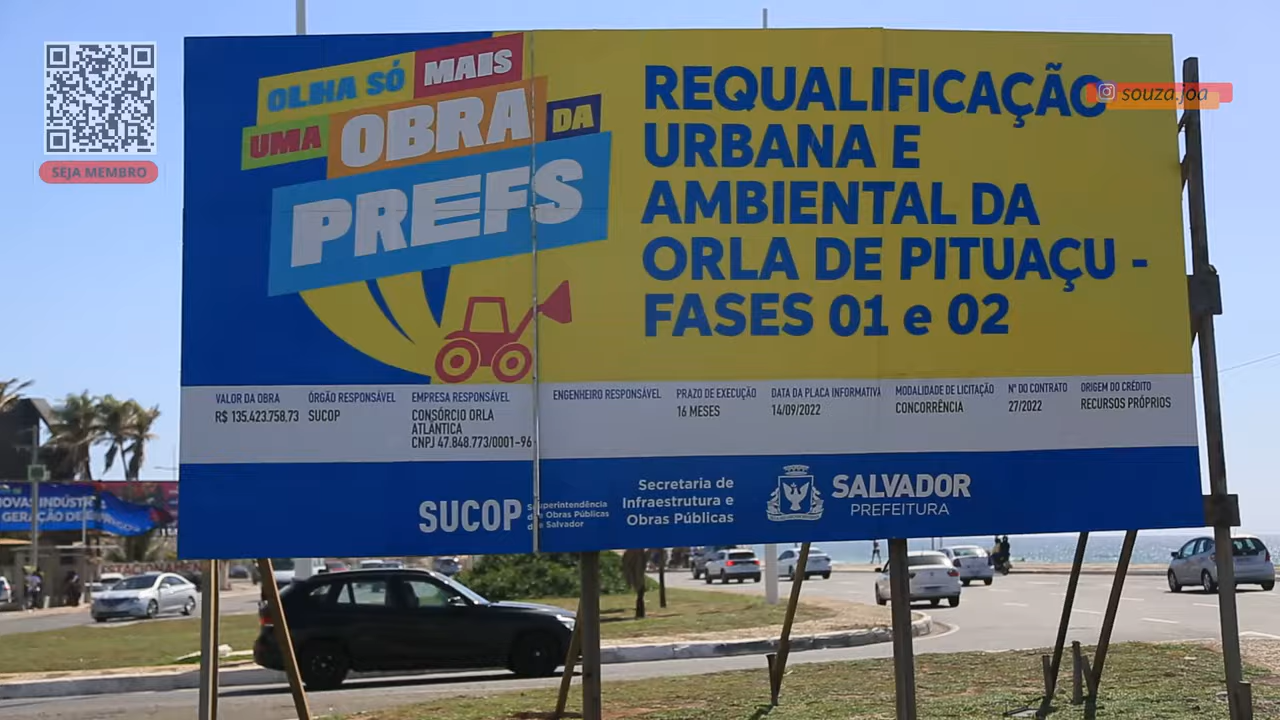 SEJA MEMBRO
souza.joa
OLHA SÓ MAIS
UMA OBRA DA
PREFS
REQUALIFICAÇÃO
URBANA E
AMBIENTAL DA
ORLA DE PITUAÇU -
FASES 01 e 02
VALOR DA OBRA
R$ 135.423.758,73
ÓRGÃO RESPONSÁVEL
SUCOP
EMPRESA RESPONSÁVEL
CONSÓRCIO ORLA
ATLÂNTICA
CNPJ 47.848.773/0001-96
ENGENHEIRO RESPONSÁVEL
PRAZO DE EXECUÇÃO
16 MESES
DATA DA PLACA INFORMATIVA
14/09/2022
MODALIDADE DE LICITAÇÃO
CONCORRÊNCIA
Nº DO CONTRATO
27/2022
ORIGEM DO CRÉDITO
RECURSOS PRÓPRIOS
SUCOP
Superintendência
de Obras Públicas
de Salvador
Secretaria de
Infraestrutura e
Obras Públicas
SALVADOR
PREFEITURA
NOVAS INDÚSTR
GERAÇÃO DE